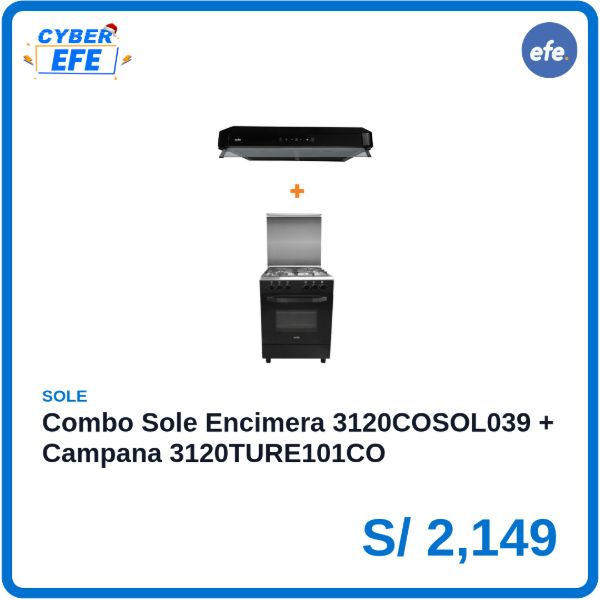 CYBER
EFE
efe.
SOLE
Combo Sole Encimera 3120COSOL039 +
Campana 3120TURE101CO
S/ 2,149